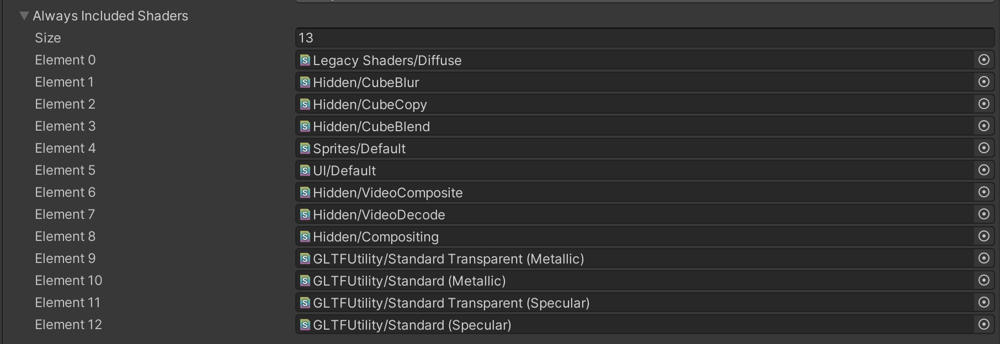 Always Included Shaders
Size 13
Element 0 Legacy Shaders/Diffuse
Element 1 Hidden/CubeBlur
Element 2 Hidden/CubeCopy
Element 3 Hidden/CubeBlend
Element 4 Sprites/Default
Element 5 UI/Default
Element 6 Hidden/VideoComposite
Element 7 Hidden/VideoDecode
Element 8 Hidden/Compositing
Element 9 GLTFUtility/Standard Transparent (Metallic)
Element 10 GLTFUtility/Standard (Metallic)
Element 11 GLTFUtility/Standard Transparent (Specular)
Element 12 GLTFUtility/Standard (Specular)